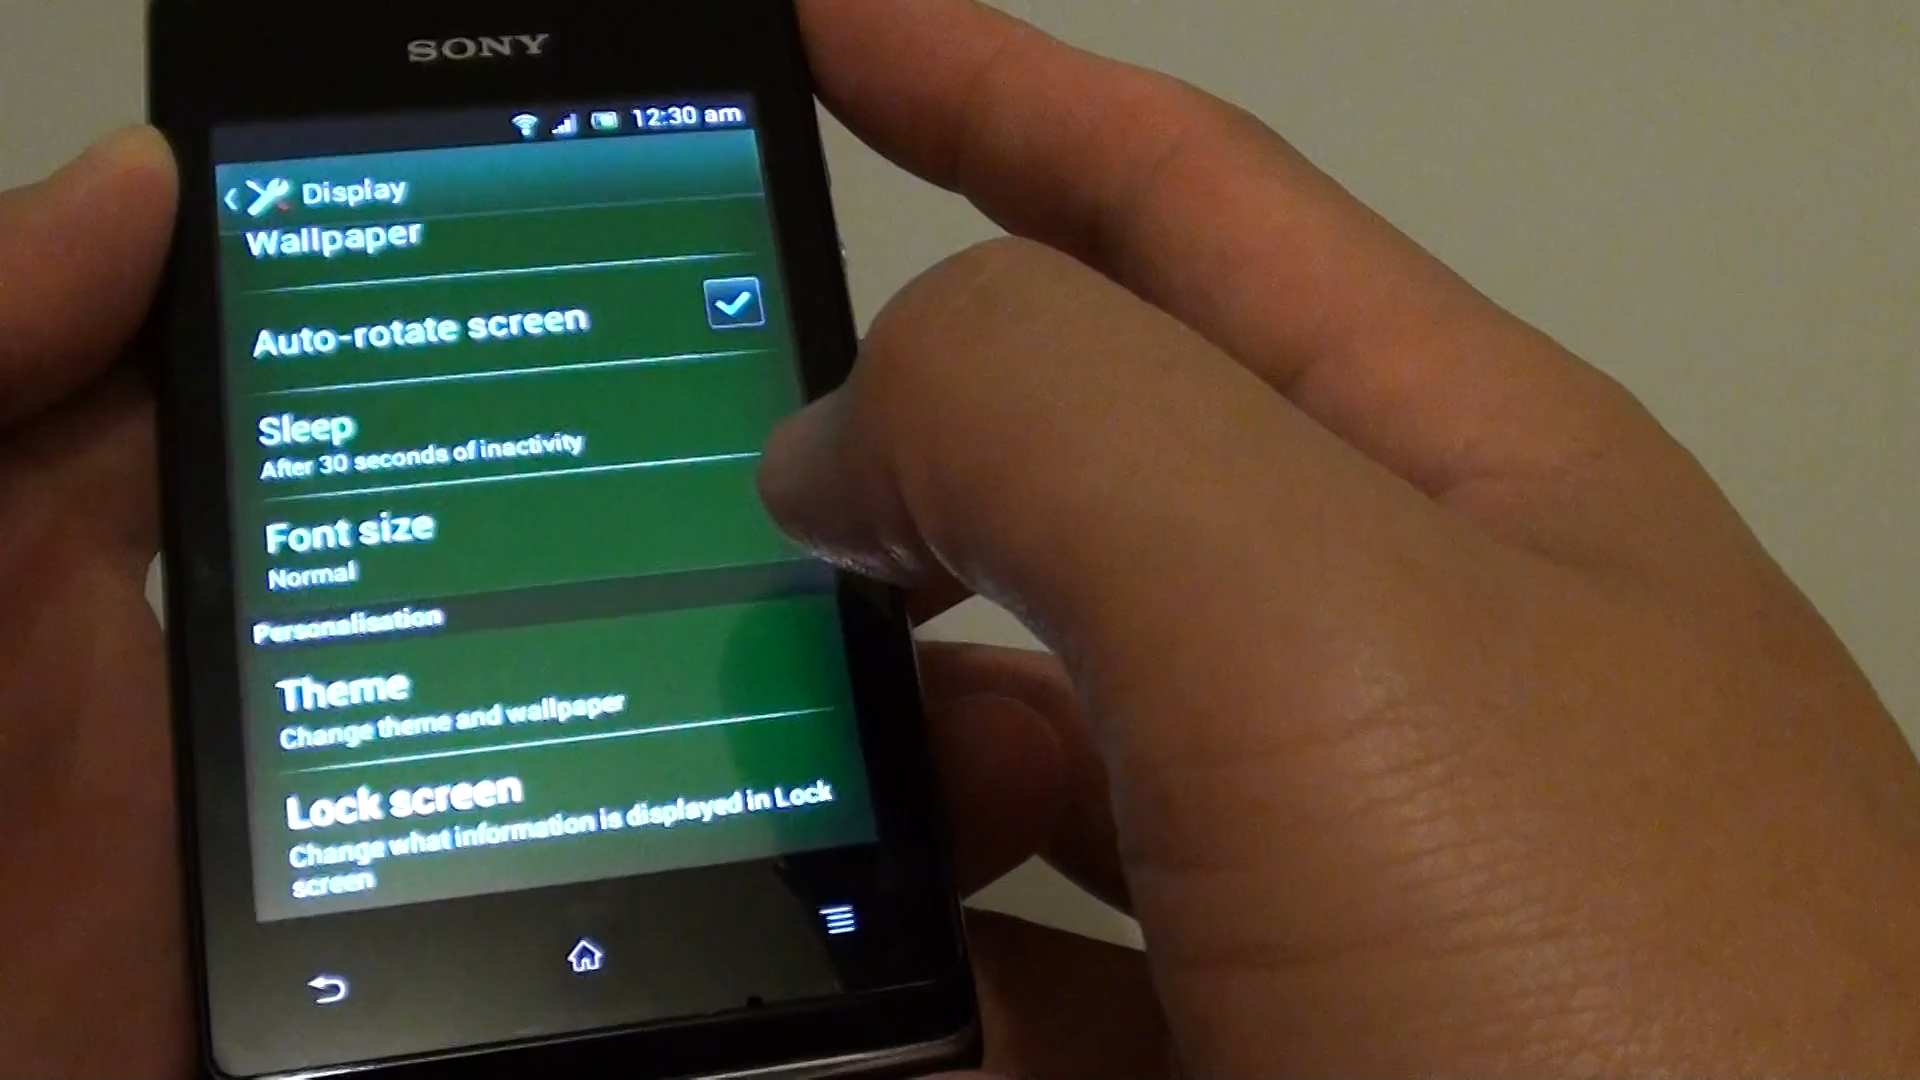 SONY
12:30 am
Display
Wallpaper
Auto-rotate screen
Sleep
After 30 seconds of inactivity
Font size
Normal
Personalisation
Theme
Change theme and wallpaper
Lock screen
Change what information is displayed in Lock
screen